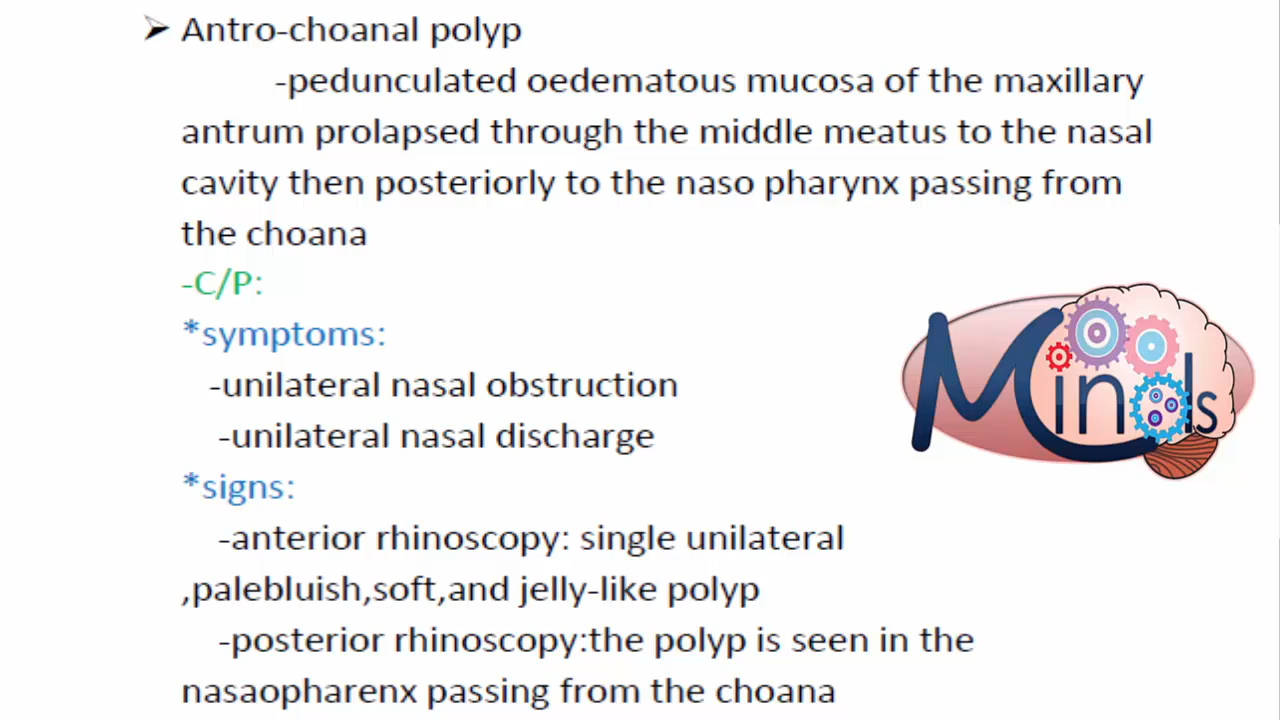 ➢ Antro-choanal polyp
-pedunculated oedematous mucosa of the maxillary
antrum prolapsed through the middle meatus to the nasal
cavity then posteriorly to the naso pharynx passing from
the choana
-C/P:
*symptoms:
-unilateral nasal obstruction
-unilateral nasal discharge
*signs:
-anterior rhinoscopy: single unilateral
,palebluish,soft,and jelly-like polyp
-posterior rhinoscopy:the polyp is seen in the
nasaopharenx passing from the choana
Minds